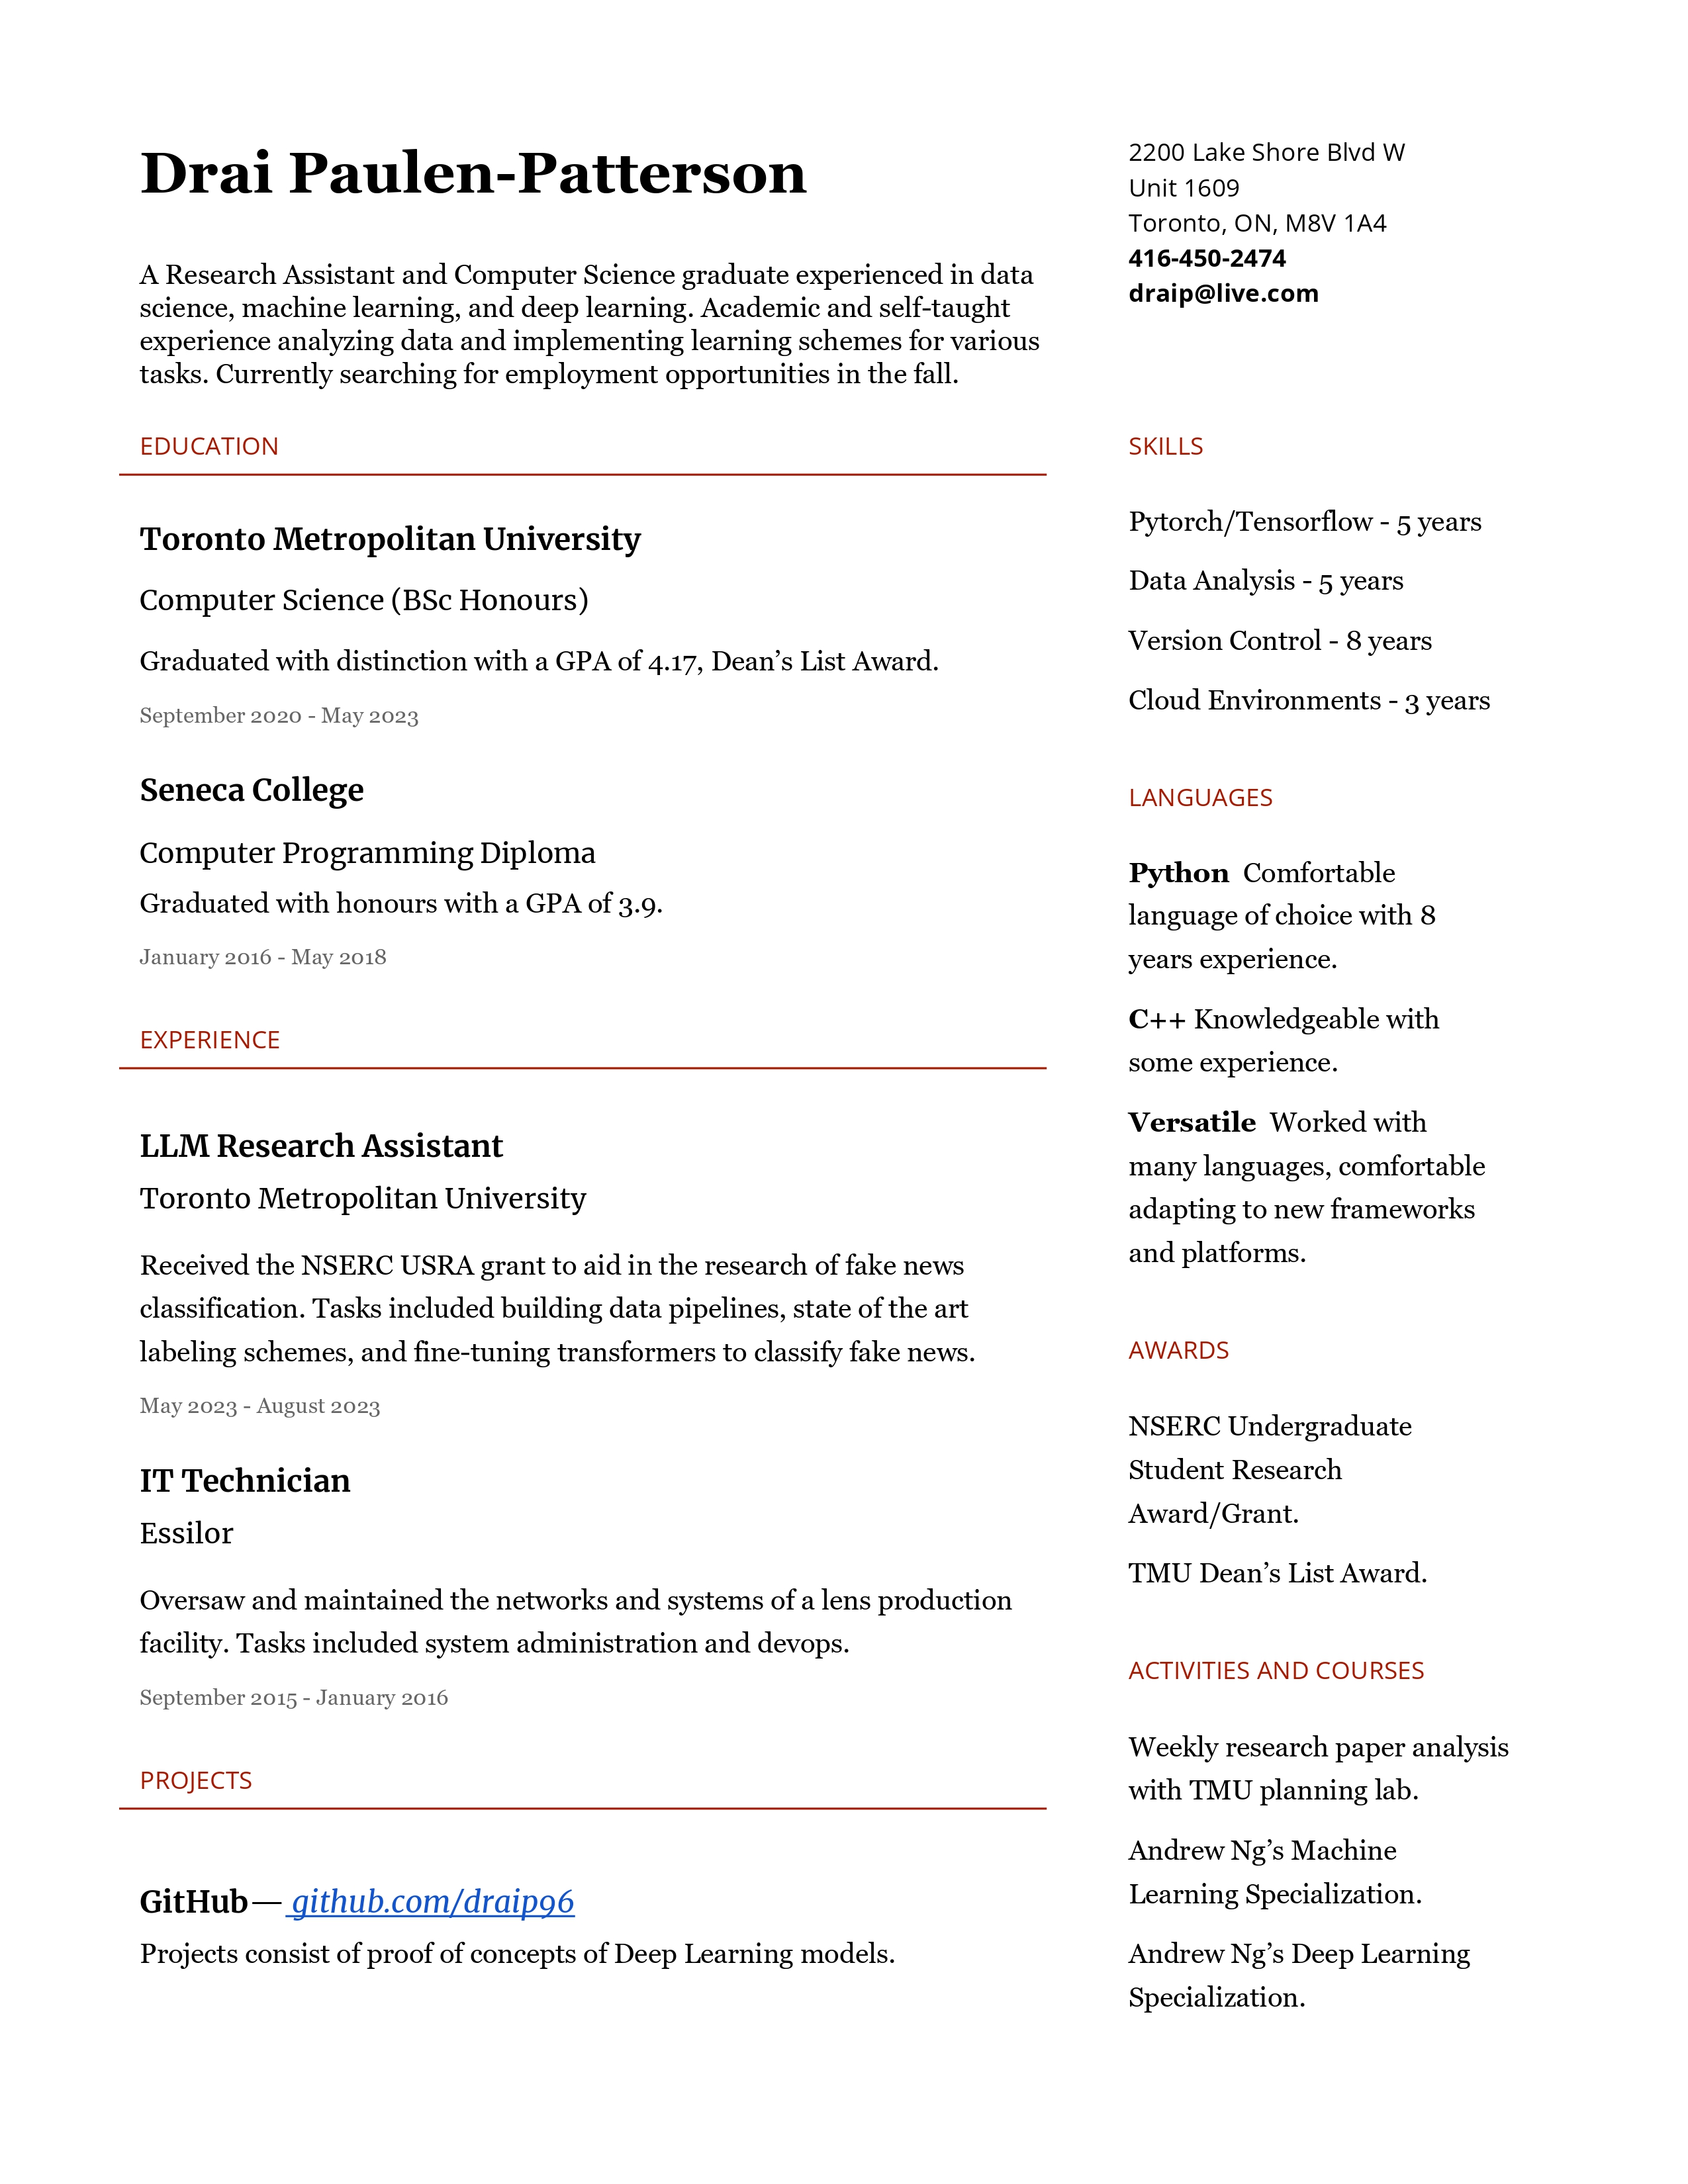 Drai Paulen-Patterson
A Research Assistant and Computer Science graduate experienced in data
science, machine learning, and deep learning. Academic and self-taught
experience analyzing data and implementing learning schemes for various
tasks. Currently searching for employment opportunities in the fall.
EDUCATION
Toronto Metropolitan University
Computer Science (BSc Honours)
Graduated with distinction with a GPA of 4.17, Dean’s List Award.
September 2020 - May 2023
Seneca College
Computer Programming Diploma
Graduated with honours with a GPA of 3.9.
January 2016 - May 2018
EXPERIENCE
LLM Research Assistant
Toronto Metropolitan University
Received the NSERC USRA grant to aid in the research of fake news
classification. Tasks included building data pipelines, state of the art
labeling schemes, and fine-tuning transformers to classify fake news.
May 2023 - August 2023
IT Technician
Essilor
Oversaw and maintained the networks and systems of a lens production
facility. Tasks included system administration and devops.
September 2015 - January 2016
PROJECTS
GitHub— github.com/draip96
Projects consist of proof of concepts of Deep Learning models.
2200 Lake Shore Blvd W
Unit 1609
Toronto, ON, M8V 1A4
416-450-2474
draip@live.com
SKILLS
Pytorch/Tensorflow - 5 years
Data Analysis - 5 years
Version Control - 8 years
Cloud Environments - 3 years
LANGUAGES
Python Comfortable
language of choice with 8
years experience.
C++ Knowledgeable with
some experience.
Versatile Worked with
many languages, comfortable
adapting to new frameworks
and platforms.
AWARDS
NSERC Undergraduate
Student Research
Award/Grant.
TMU Dean’s List Award.
ACTIVITIES AND COURSES
Weekly research paper analysis
with TMU planning lab.
Andrew Ng’s Machine
Learning Specialization.
Andrew Ng’s Deep Learning
Specialization.